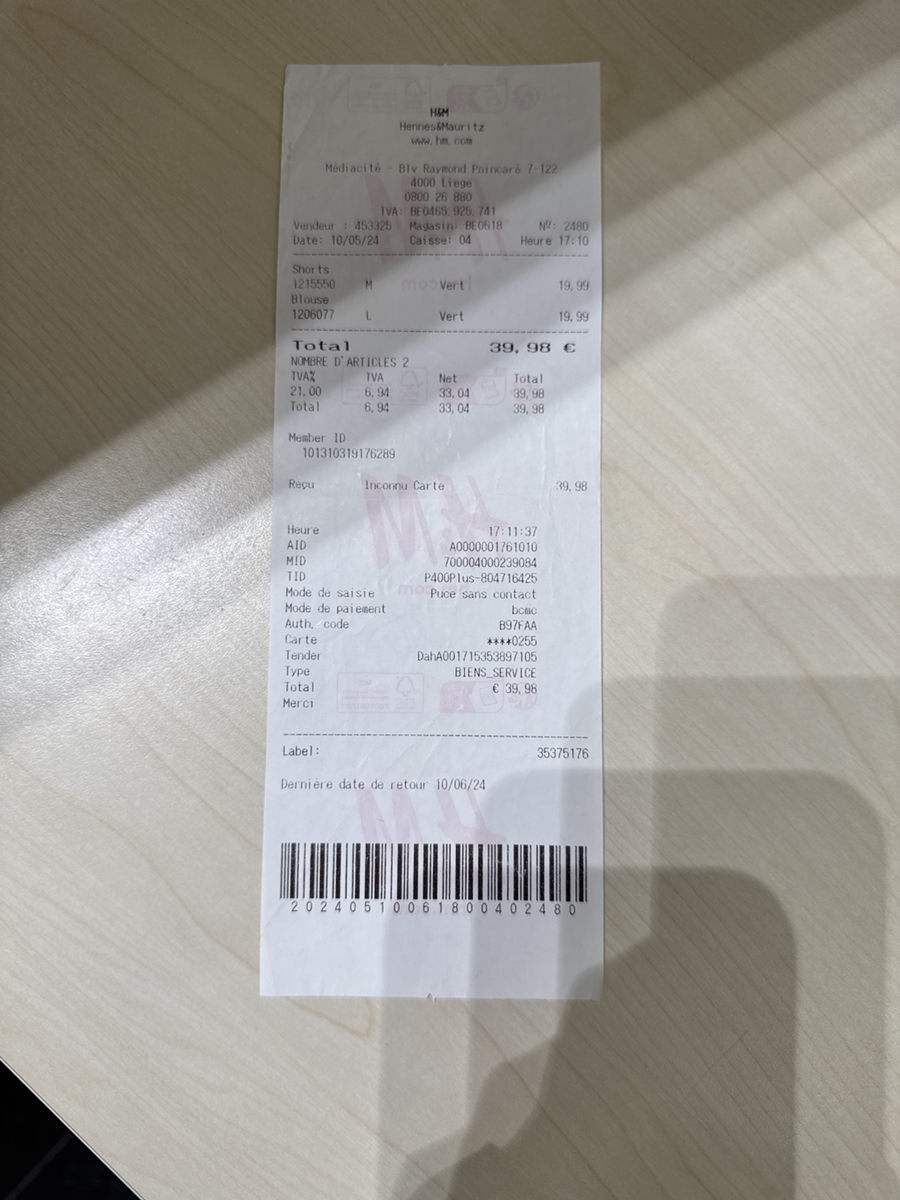 H&M
Hennes&Mauritz
www.hm.com
Médiacité - Blv Raymond Poincaré 7-122
4000 Liege
0800 26 880
TVA: BE0465.925.741
Vendeur : 453325 Magasin: BE0618 Nº: 2480
Date: 10/05/24 Caisse: 04 Heure 17:10
Shorts
1215550 M Vert 19,99
Blouse
1206077 L Vert 19,99
Total 39,98 €
NOMBRE D'ARTICLES 2
TVA% TVA Net Total
21,00 6,94 33,04 39,98
Total 6,94 33,04 39,98
Member ID
101310319176289
Reçu Inconnu Carte 39,98
Heure 17:11:37
AID A0000001761010
MID 700004000239084
TID P400Plus-804716425
Mode de saisie Puce sans contact
Mode de paiement bcmc
Auth. code B97FAA
Carte ****0255
Tender DahA001715353897105
Type BIENS_SERVICE
Total € 39,98
Merci
Label: 35375176
Dernière date de retour 10/06/24
20240510061800402480